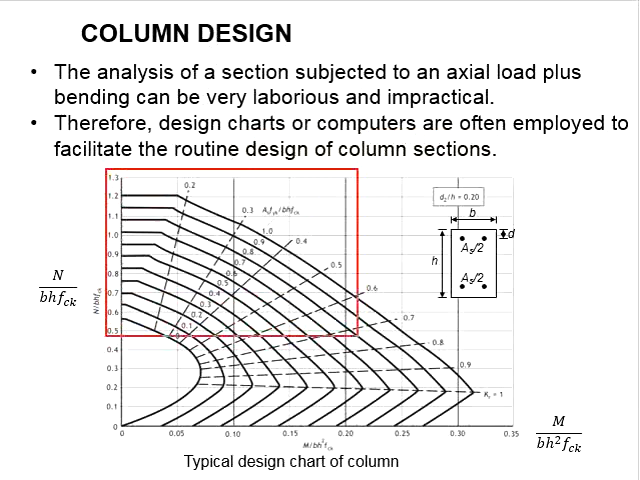 COLUMN DESIGN
• The analysis of a section subjected to an axial load plus
bending can be very laborious and impractical.
• Therefore, design charts or computers are often employed to
facilitate the routine design of column sections.
1.3
1.2
1.1
1.0
0.9
0.8
0.7
0.6
0.5
0.4
0.3
0.2
0.1
0
N/bhf_ck
N
bhf_ck
0.2
0.3 A_s f_yk/bhf_ck
1.0
0.9
0.8
0.7
0.6
0.5
0.4
0.3
0.2
0.1
0
0.4
0.5
0.6
0.7
0.8
0.9
K_r = 1
d_2/h = 0.20
b
d
h
A_s/2
A_s/2
0 0.05 0.10 0.15 0.20 0.25 0.30 0.35
M/bh²f_ck
M
bh²f_ck
Typical design chart of column